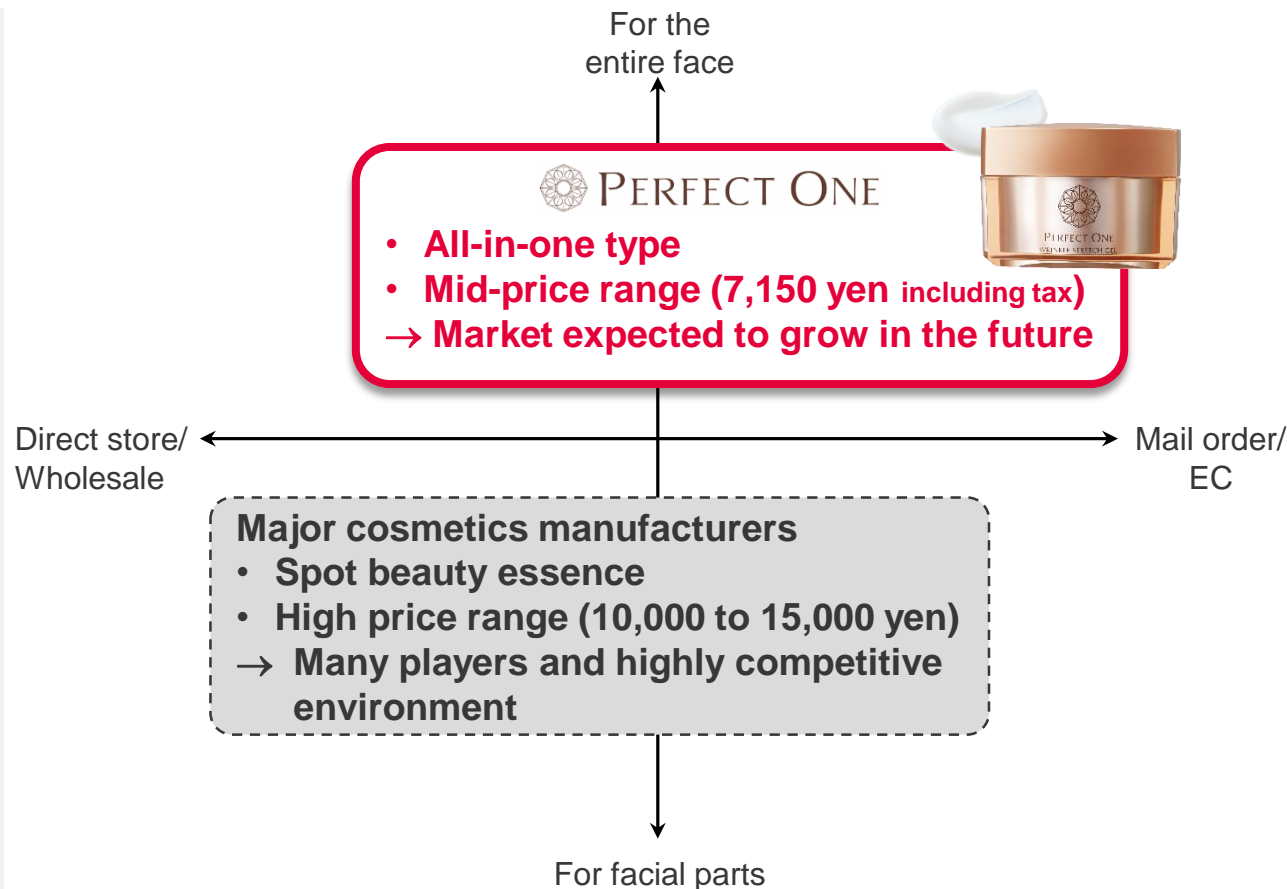 For the
entire face
PERFECT ONE
• All-in-one type
• Mid-price range (7,150 yen including tax)
→ Market expected to grow in the future
PERFECT ONE
WRINKLE STRETCH GEL
Direct store/
Wholesale
Mail order/
EC
Major cosmetics manufacturers
• Spot beauty essence
• High price range (10,000 to 15,000 yen)
→ Many players and highly competitive
environment
For facial parts